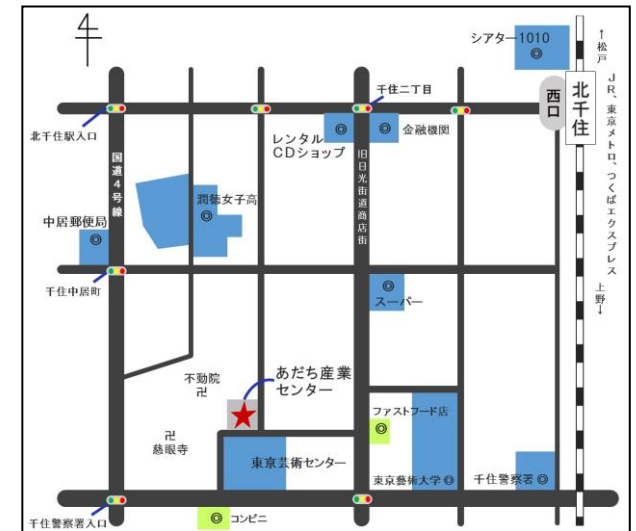 シアター1010
↑松戸
JR、東京メトロ、つくばエクスプレス
上野↓
北千住
西口
千住二丁目
北千住駅入口
レンタル
CDショップ
金融機関
国道4号線
旧日光街道商店街
潤徳女子高
中居郵便局
千住中居町
スーパー
不動院
卍
あだち産業
センター
卍
慈眼寺
ファストフード店
東京芸術センター
東京藝術大学
千住警察署
千住警察署入口
コンビニ